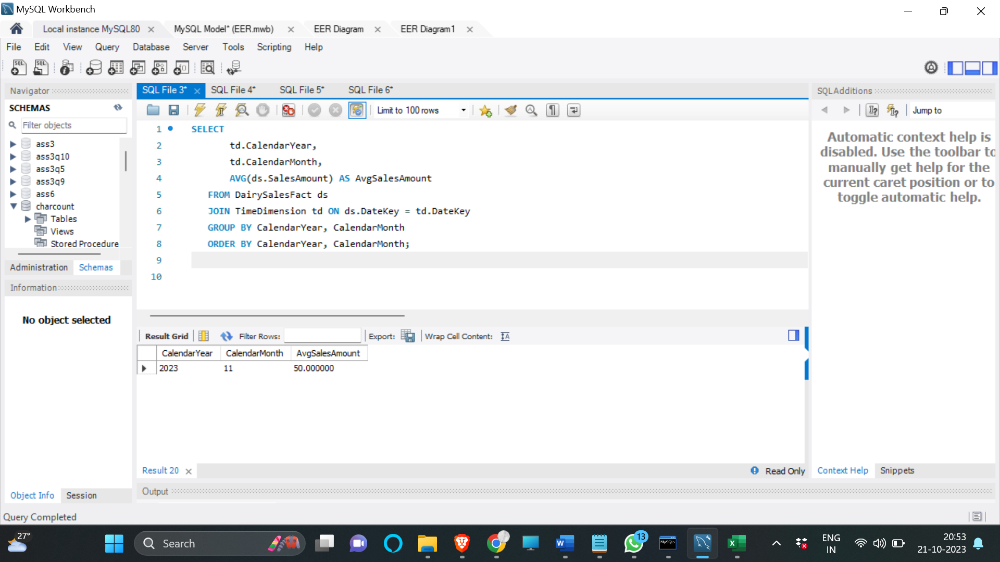 MySQL Workbench
Local instance MySQL80
MySQL Model* (EER.mwb)
EER Diagram
EER Diagram1
File Edit View Query Database Server Tools Scripting Help
Navigator
SCHEMAS
Filter objects
ass3
ass3q10
ass3q5
ass3q9
ass6
charcount
Tables
Views
Stored Procedure
Administration Schemas
Information
No object selected
Object Info Session
SQL File 3* SQL File 4* SQL File 5* SQL File 6*
Limit to 100 rows
1 SELECT
2 td.CalendarYear,
3 td.CalendarMonth,
4 AVG(ds.SalesAmount) AS AvgSalesAmount
5 FROM DairySalesFact ds
6 JOIN TimeDimension td ON ds.DateKey = td.DateKey
7 GROUP BY CalendarYear, CalendarMonth
8 ORDER BY CalendarYear, CalendarMonth;
9
10
Result Grid Filter Rows: Export: Wrap Cell Content:
CalendarYear CalendarMonth AvgSalesAmount
2023 11 50.000000
Result 20
Read Only
Output
SQLAdditions
Jump to
Automatic context help is
disabled. Use the toolbar to
manually get help for the
current caret position or to
toggle automatic help.
Context Help Snippets
Query Completed
27°
Search
13
MySQL
ENG
IN
20:53
21-10-2023